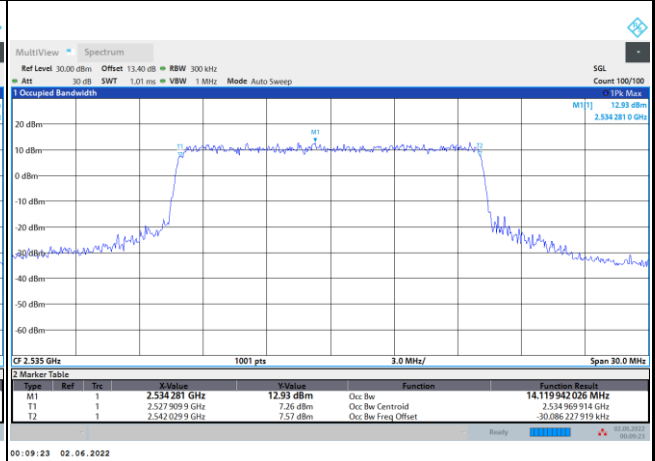 MultiView Spectrum
Ref Level 30.00 dBm Offset 13.40 dB RBW 300 kHz SGL
Att 30 dB SWT 1.01 ms VBW 1 MHz Mode Auto Sweep Count 100/100
1 Occupied Bandwidth 1Pk Max
M1[1] 12.93 dBm
2.534 281 0 GHz
20 dBm
M1
T1 T2
10 dBm
0 dBm
-10 dBm
-20 dBm
-30 dBm
-40 dBm
-50 dBm
-60 dBm
CF 2.535 GHz 1001 pts 3.0 MHz/ Span 30.0 MHz
2 Marker Table
Type Ref Trc X-Value Y-Value Function Function Result
M1 1 2.534 281 GHz 12.93 dBm Occ Bw 14.119 942 026 MHz
T1 1 2.527 909 9 GHz 7.26 dBm Occ Bw Centroid 2.534 969 914 GHz
T2 1 2.542 029 9 GHz 7.57 dBm Occ Bw Freq Offset -30.086 227 919 kHz
Ready 02.06.2022
00:09:23
00:09:23 02.06.2022